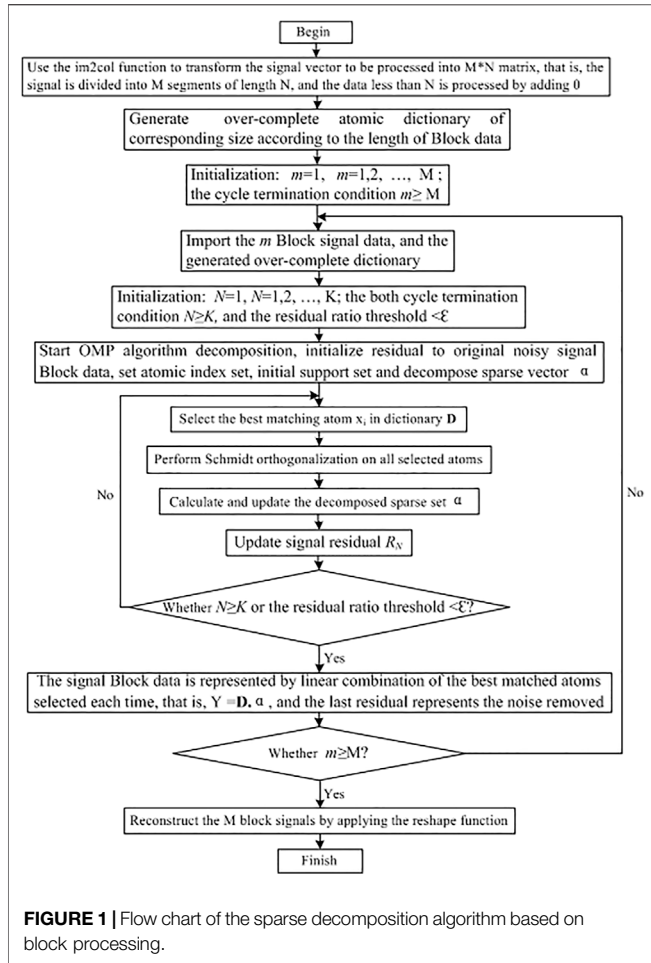 Begin
Use the im2col function to transform the signal vector to be processed into M*N matrix, that is, the
signal is divided into M segments of length N, and the data less than N is processed by adding 0
Generate over-complete atomic dictionary of
corresponding size according to the length of Block data
Initialization: m=1, m=1,2, ..., M ;
the cycle termination condition m≥ M
Import the m Block signal data, and the
generated over-complete dictionary
Initialization: N=1, N=1,2, ..., K; the both cycle termination
condition N≥K, and the residual ratio threshold <ε
Start OMP algorithm decomposition, initialize residual to original noisy signal
Block data, set atomic index set, initial support set and decompose sparse vector α
Select the best matching atom xᵢ in dictionary D
Perform Schmidt orthogonalization on all selected atoms
No
No
Calculate and update the decomposed sparse set α
Update signal residual R_N
Whether N≥K or the residual ratio threshold <ε?
Yes
The signal Block data is represented by linear combination of the best matched atoms
selected each time, that is, Y =D. α , and the last residual represents the noise removed
Whether m≥M?
Yes
Reconstruct the M block signals by applying the reshape function
Finish
FIGURE 1 | Flow chart of the sparse decomposition algorithm based on
block processing.